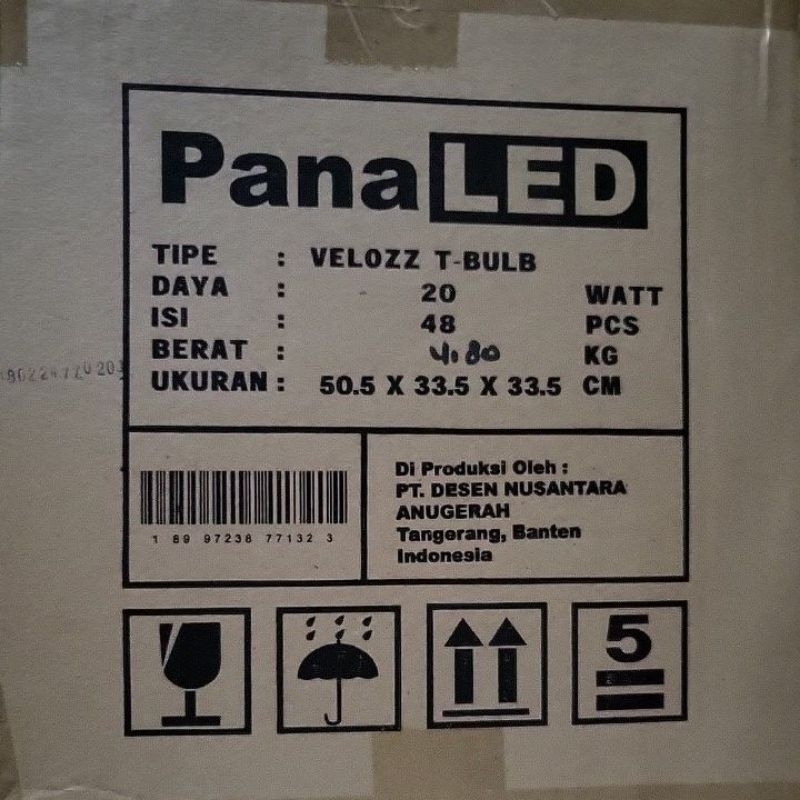 PanaLED
TIPE : VELOZZ T-BULB
DAYA : 20 WATT
ISI : 48 PCS
BERAT : 4.80 KG
UKURAN : 50.5 X 33.5 X 33.5 CM
1 89 97238 77132 3
Di Produksi Oleh :
PT. DESEN NUSANTARA
ANUGERAH
Tangerang, Banten
Indonesia
5